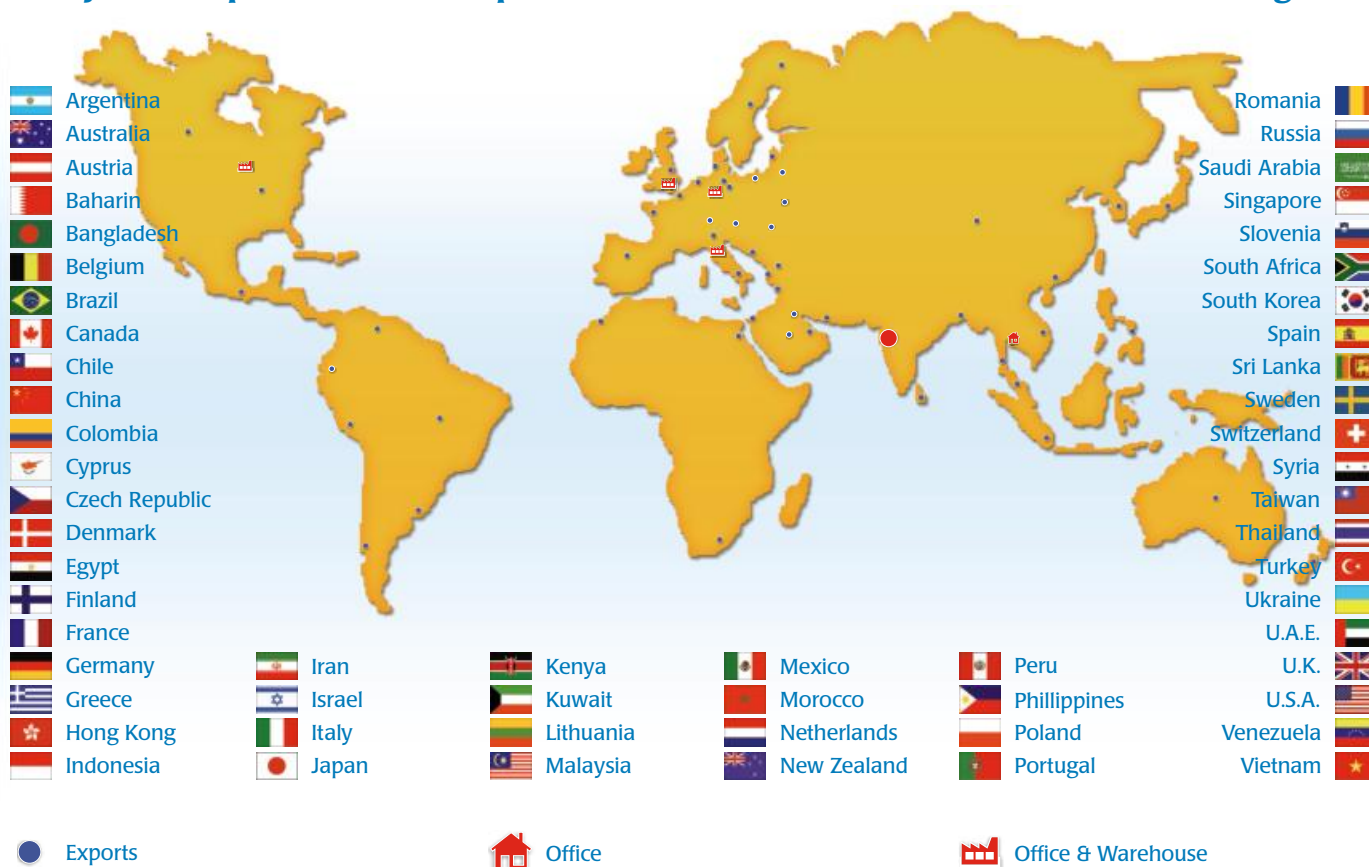 Argentina
Australia
Austria
Baharin
Bangladesh
Belgium
Brazil
Canada
Chile
China
Colombia
Cyprus
Czech Republic
Denmark
Egypt
Finland
France
Germany
Greece
Hong Kong
Indonesia
Iran
Israel
Italy
Japan
Kenya
Kuwait
Lithuania
Malaysia
Mexico
Morocco
Netherlands
New Zealand
Peru
Phillippines
Poland
Portugal
Romania
Russia
Saudi Arabia
Singapore
Slovenia
South Africa
South Korea
Spain
Sri Lanka
Sweden
Switzerland
Syria
Taiwan
Thailand
Turkey
Ukraine
U.A.E.
U.K.
U.S.A.
Venezuela
Vietnam
Exports
Office
Office & Warehouse